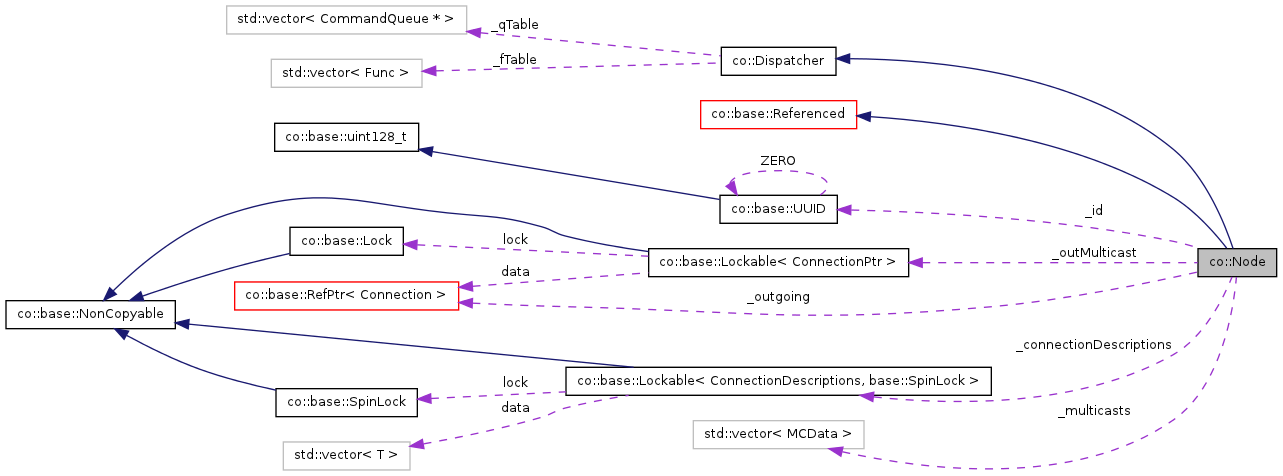 std::vector< CommandQueue * >
_qTable
_fTable
co::Dispatcher
std::vector< Func >
co::base::Referenced
co::base::uint128_t
ZERO
co::base::UUID
_id
co::base::Lock
lock
_outMulticast
co::base::Lockable< ConnectionPtr >
co::Node
data
co::base::RefPtr< Connection >
_outgoing
co::base::NonCopyable
_connectionDescriptions
co::base::Lockable< ConnectionDescriptions, base::SpinLock >
lock
co::base::SpinLock
data
_multicasts
std::vector< MCData >
std::vector< T >